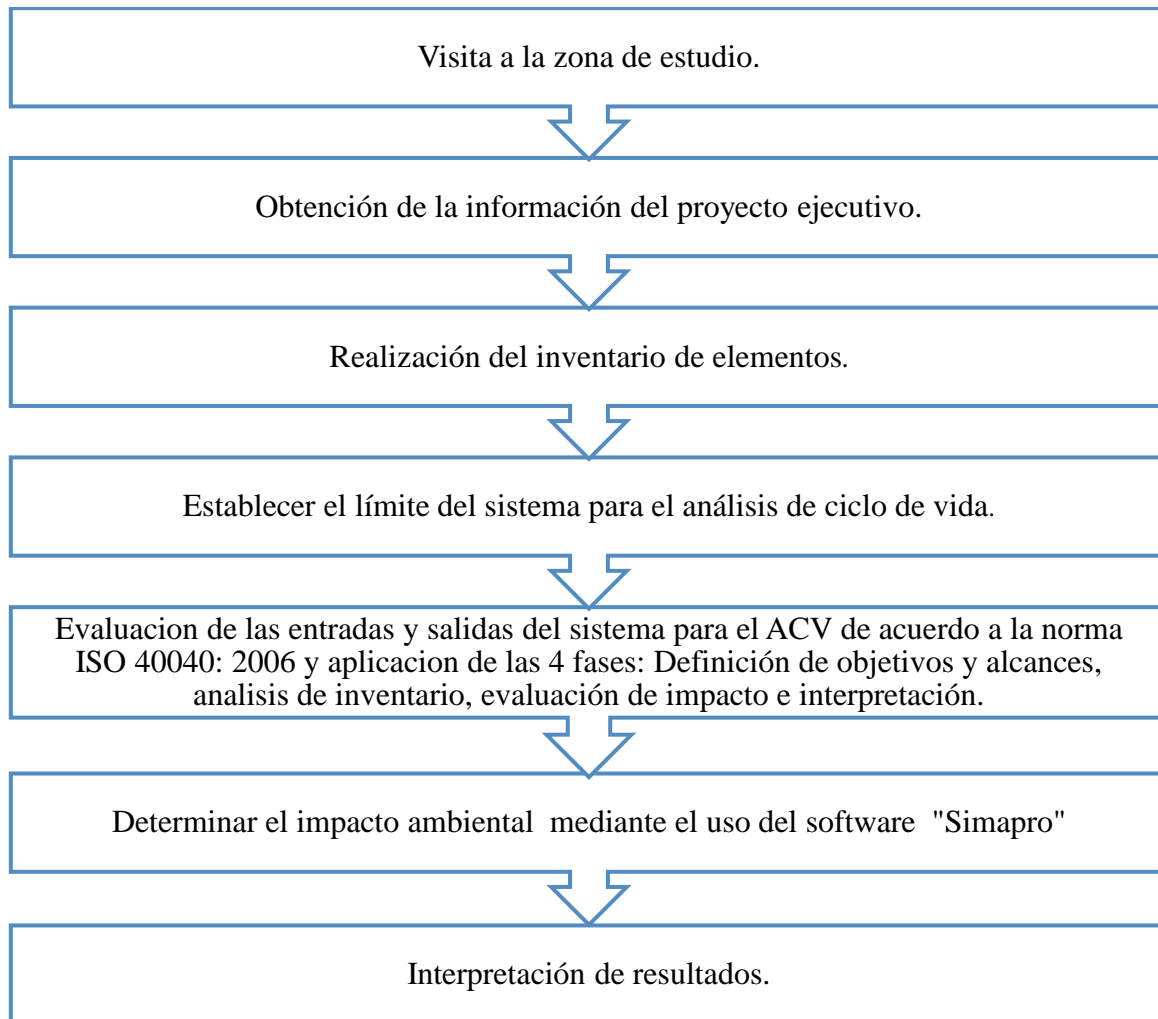 Visita a la zona de estudio.
Obtención de la información del proyecto ejecutivo.
Realización del inventario de elementos.
Establecer el límite del sistema para el análisis de ciclo de vida.
Evaluacion de las entradas y salidas del sistema para el ACV de acuerdo a la norma
ISO 40040: 2006 y aplicacion de las 4 fases: Definición de objetivos y alcances,
analisis de inventario, evaluación de impacto e interpretación.
Determinar el impacto ambiental  mediante el uso del software  "Simapro"
Interpretación de resultados.